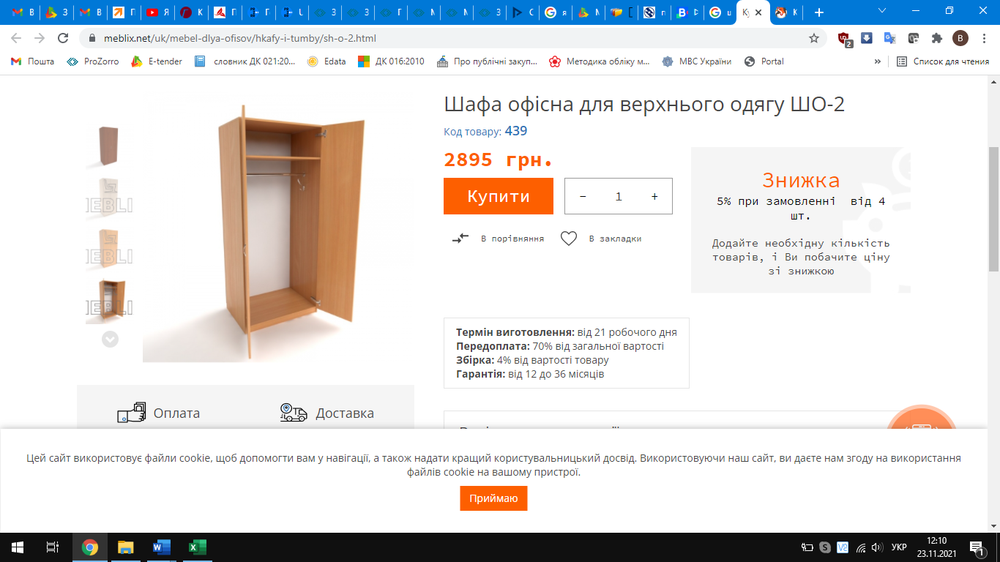 meblix.net/uk/mebel-dlya-ofisov/hkafy-i-tumby/sh-o-2.html
2
B
Пошта
ProZorro
E-tender
словник ДК 021:20...
Edata
ДК 016:2010
Про публічні закуп...
Методика обліку м...
МВС України
Portal
»
Список для чтения
Шафа офісна для верхнього одягу ШО-2
Код товару: 439
2895 грн.
Купити
− 1 +
В порівняння
В закладки
Знижка
5% при замовленні від 4
шт.
Додайте необхідну кількість
товарів, і Ви побачите ціну
зі знижкою
Термін виготовлення: від 21 робочого дня
Передоплата: 70% від загальної вартості
Збірка: 4% від вартості товару
Гарантія: від 12 до 36 місяців
Оплата
Доставка
Цей сайт використовує файли cookie, щоб допомогти вам у навігації, а також надати кращий користувальницький досвід. Використовуючи наш сайт, ви даєте нам згоду на використання
файлів cookie на вашому пристрої.
Приймаю
УКР
12:10
23.11.2021
1